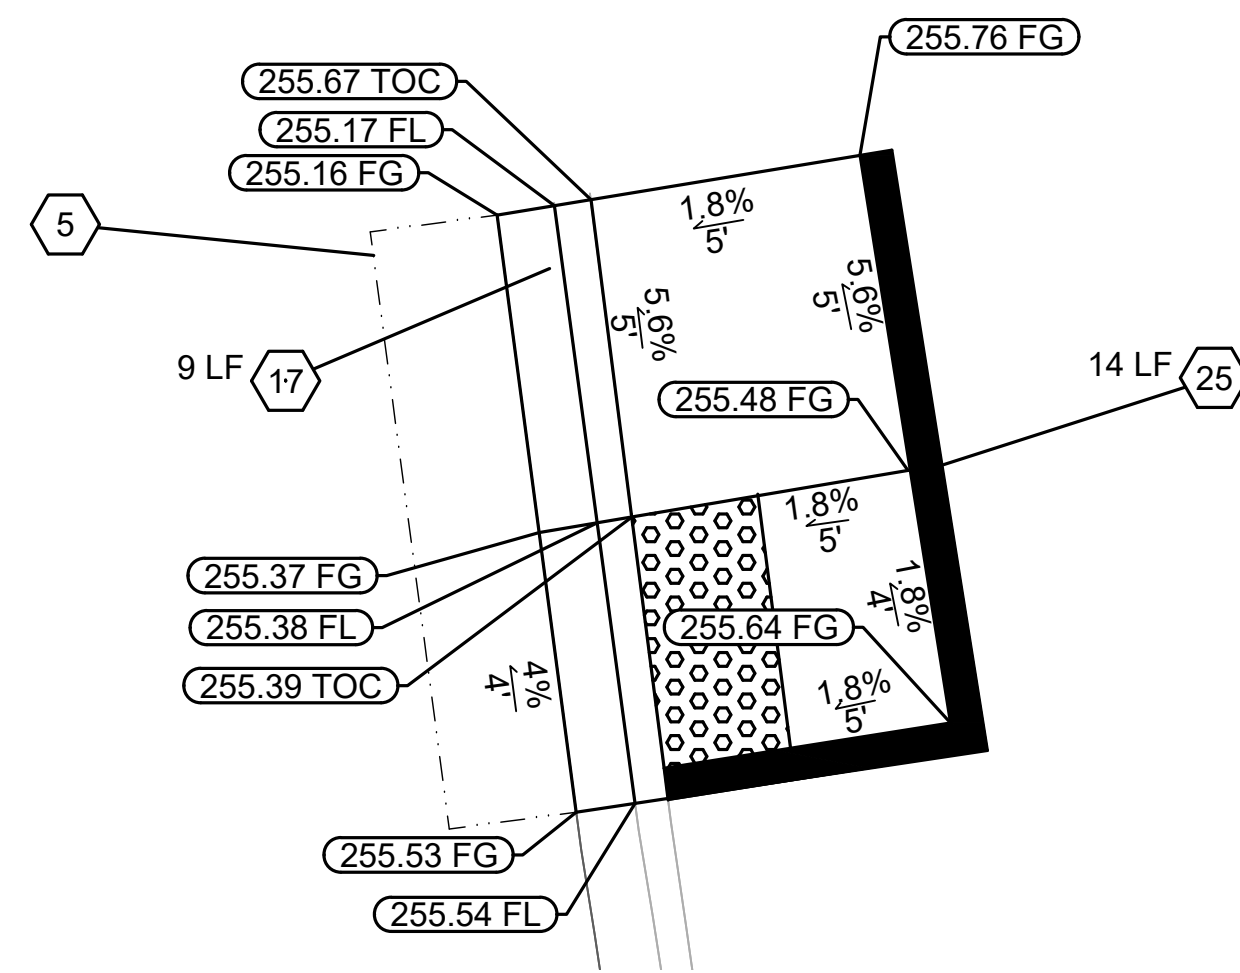 255.76 FG
255.67 TOC
255.17 FL
255.16 FG
5
1.8%
5'
5.6%
5'
5.6%
5'
9 LF 17
14 LF 25
255.48 FG
1.8%
5'
255.37 FG
255.38 FL
255.39 TOC
1.8%
4'
255.64 FG
4%
4'
1.8%
5'
255.53 FG
255.54 FL